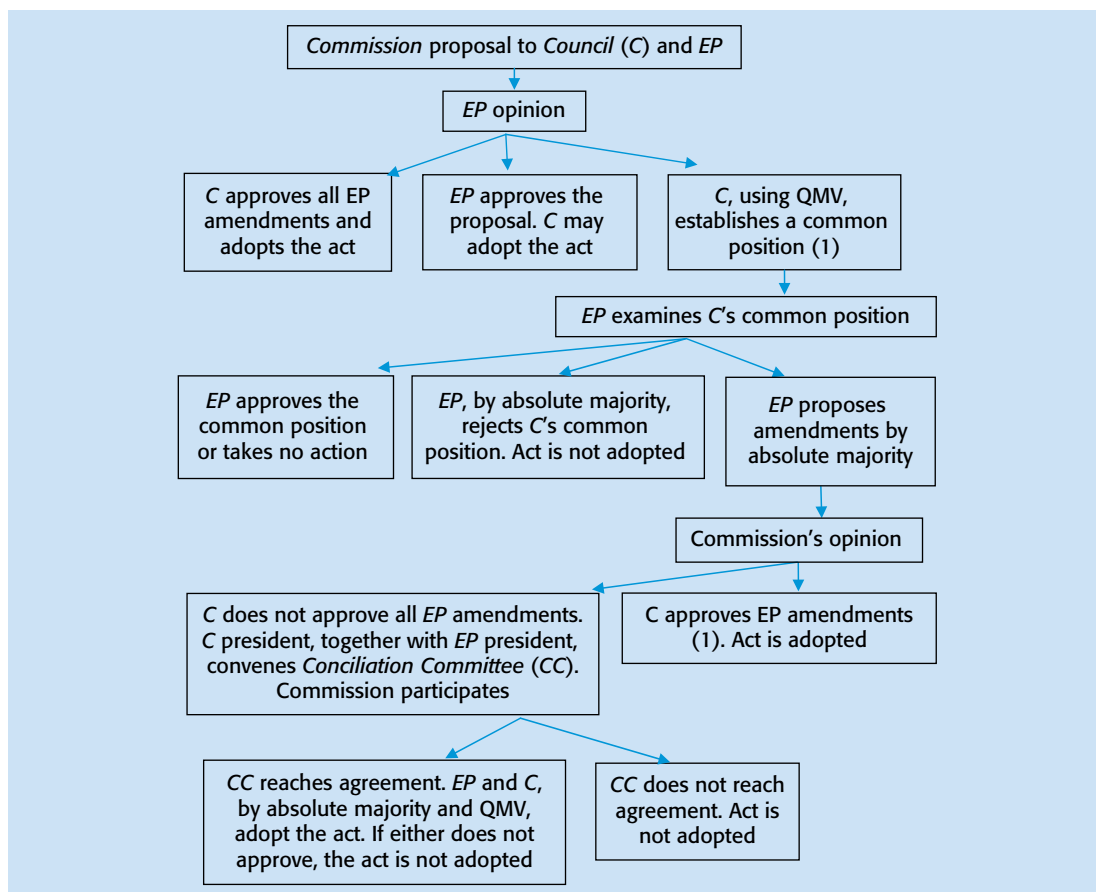 Commission proposal to Council (C) and EP
EP opinion
C approves all EP
amendments and
adopts the act
EP approves the
proposal. C may
adopt the act
C, using QMV,
establishes a common
position (1)
EP examines C's common position
EP approves the
common position
or takes no action
EP, by absolute majority,
rejects C's common
position. Act is not adopted
EP proposes
amendments by
absolute majority
Commission's opinion
C does not approve all EP amendments.
C president, together with EP president,
convenes Conciliation Committee (CC).
Commission participates
C approves EP amendments
(1). Act is adopted
CC reaches agreement. EP and C,
by absolute majority and QMV,
adopt the act. If either does not
approve, the act is not adopted
CC does not reach
agreement. Act is
not adopted